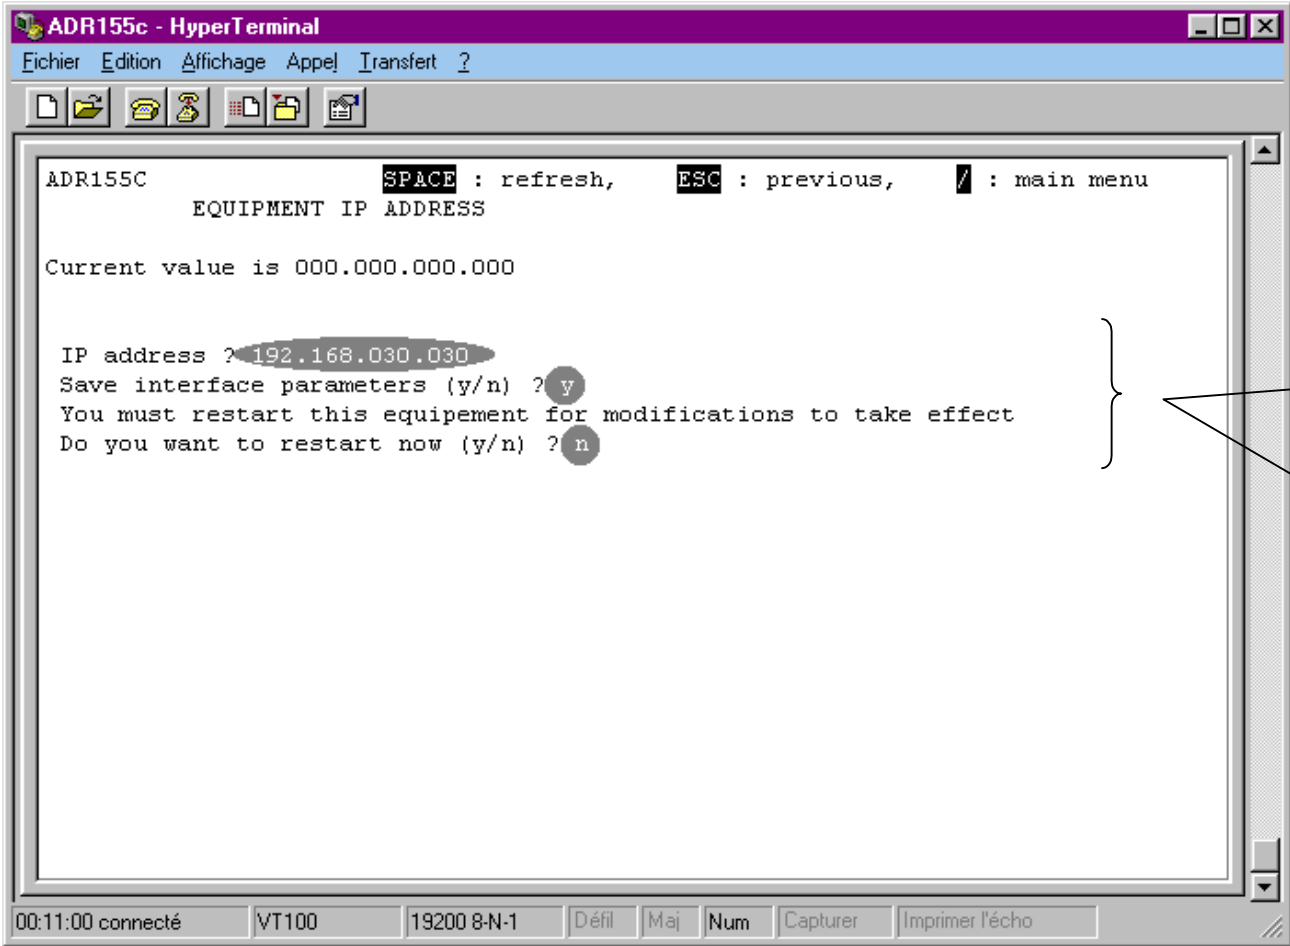 ADR155c - HyperTerminal
Fichier Edition Affichage Appel Transfert ?
ADR155C SPACE : refresh, ESC : previous, / : main menu
EQUIPMENT IP ADDRESS
Current value is 000.000.000.000
IP address ? 192.168.030.030
Save interface parameters (y/n) ? y
You must restart this equipement for modifications to take effect
Do you want to restart now (y/n) ? n
00:11:00 connecté VT100 19200 8-N-1 Défil Maj Num Capturer Imprimer l'écho